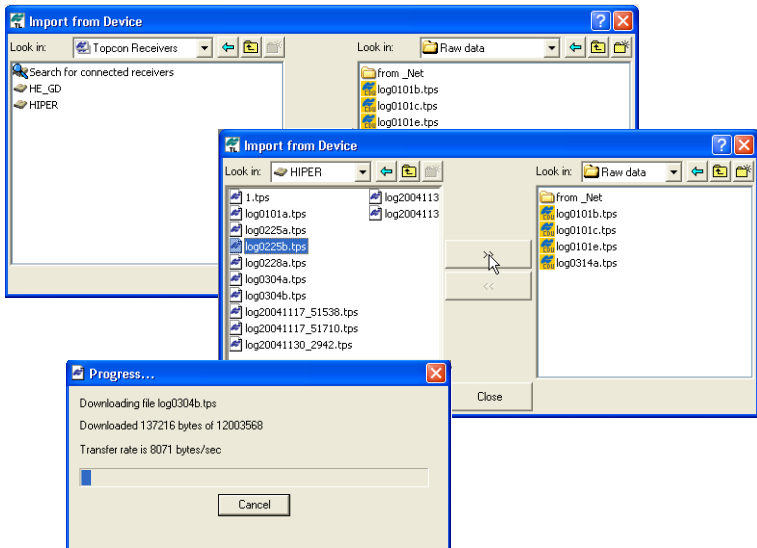 Import from Device
Look in: Topcon Receivers
Look in: Raw data
Search for connected receivers
HE_GD
HIPER
from _Net
log0101b.tps
log0101c.tps
log0101e.tps
Import from Device
Look in: HIPER
Look in: Raw data
1.tps
log0101a.tps
log0225a.tps
log0225b.tps
log0228a.tps
log0304a.tps
log0304b.tps
log20041117_51538.tps
log20041117_51710.tps
log20041130_2942.tps
log2004113
log2004113
>>
<<
from _Net
log0101b.tps
log0101c.tps
log0101e.tps
log0314a.tps
Close
Progress...
Downloading file log0304b.tps
Downloaded 137216 bytes of 12003568
Transfer rate is 8071 bytes/sec
Cancel